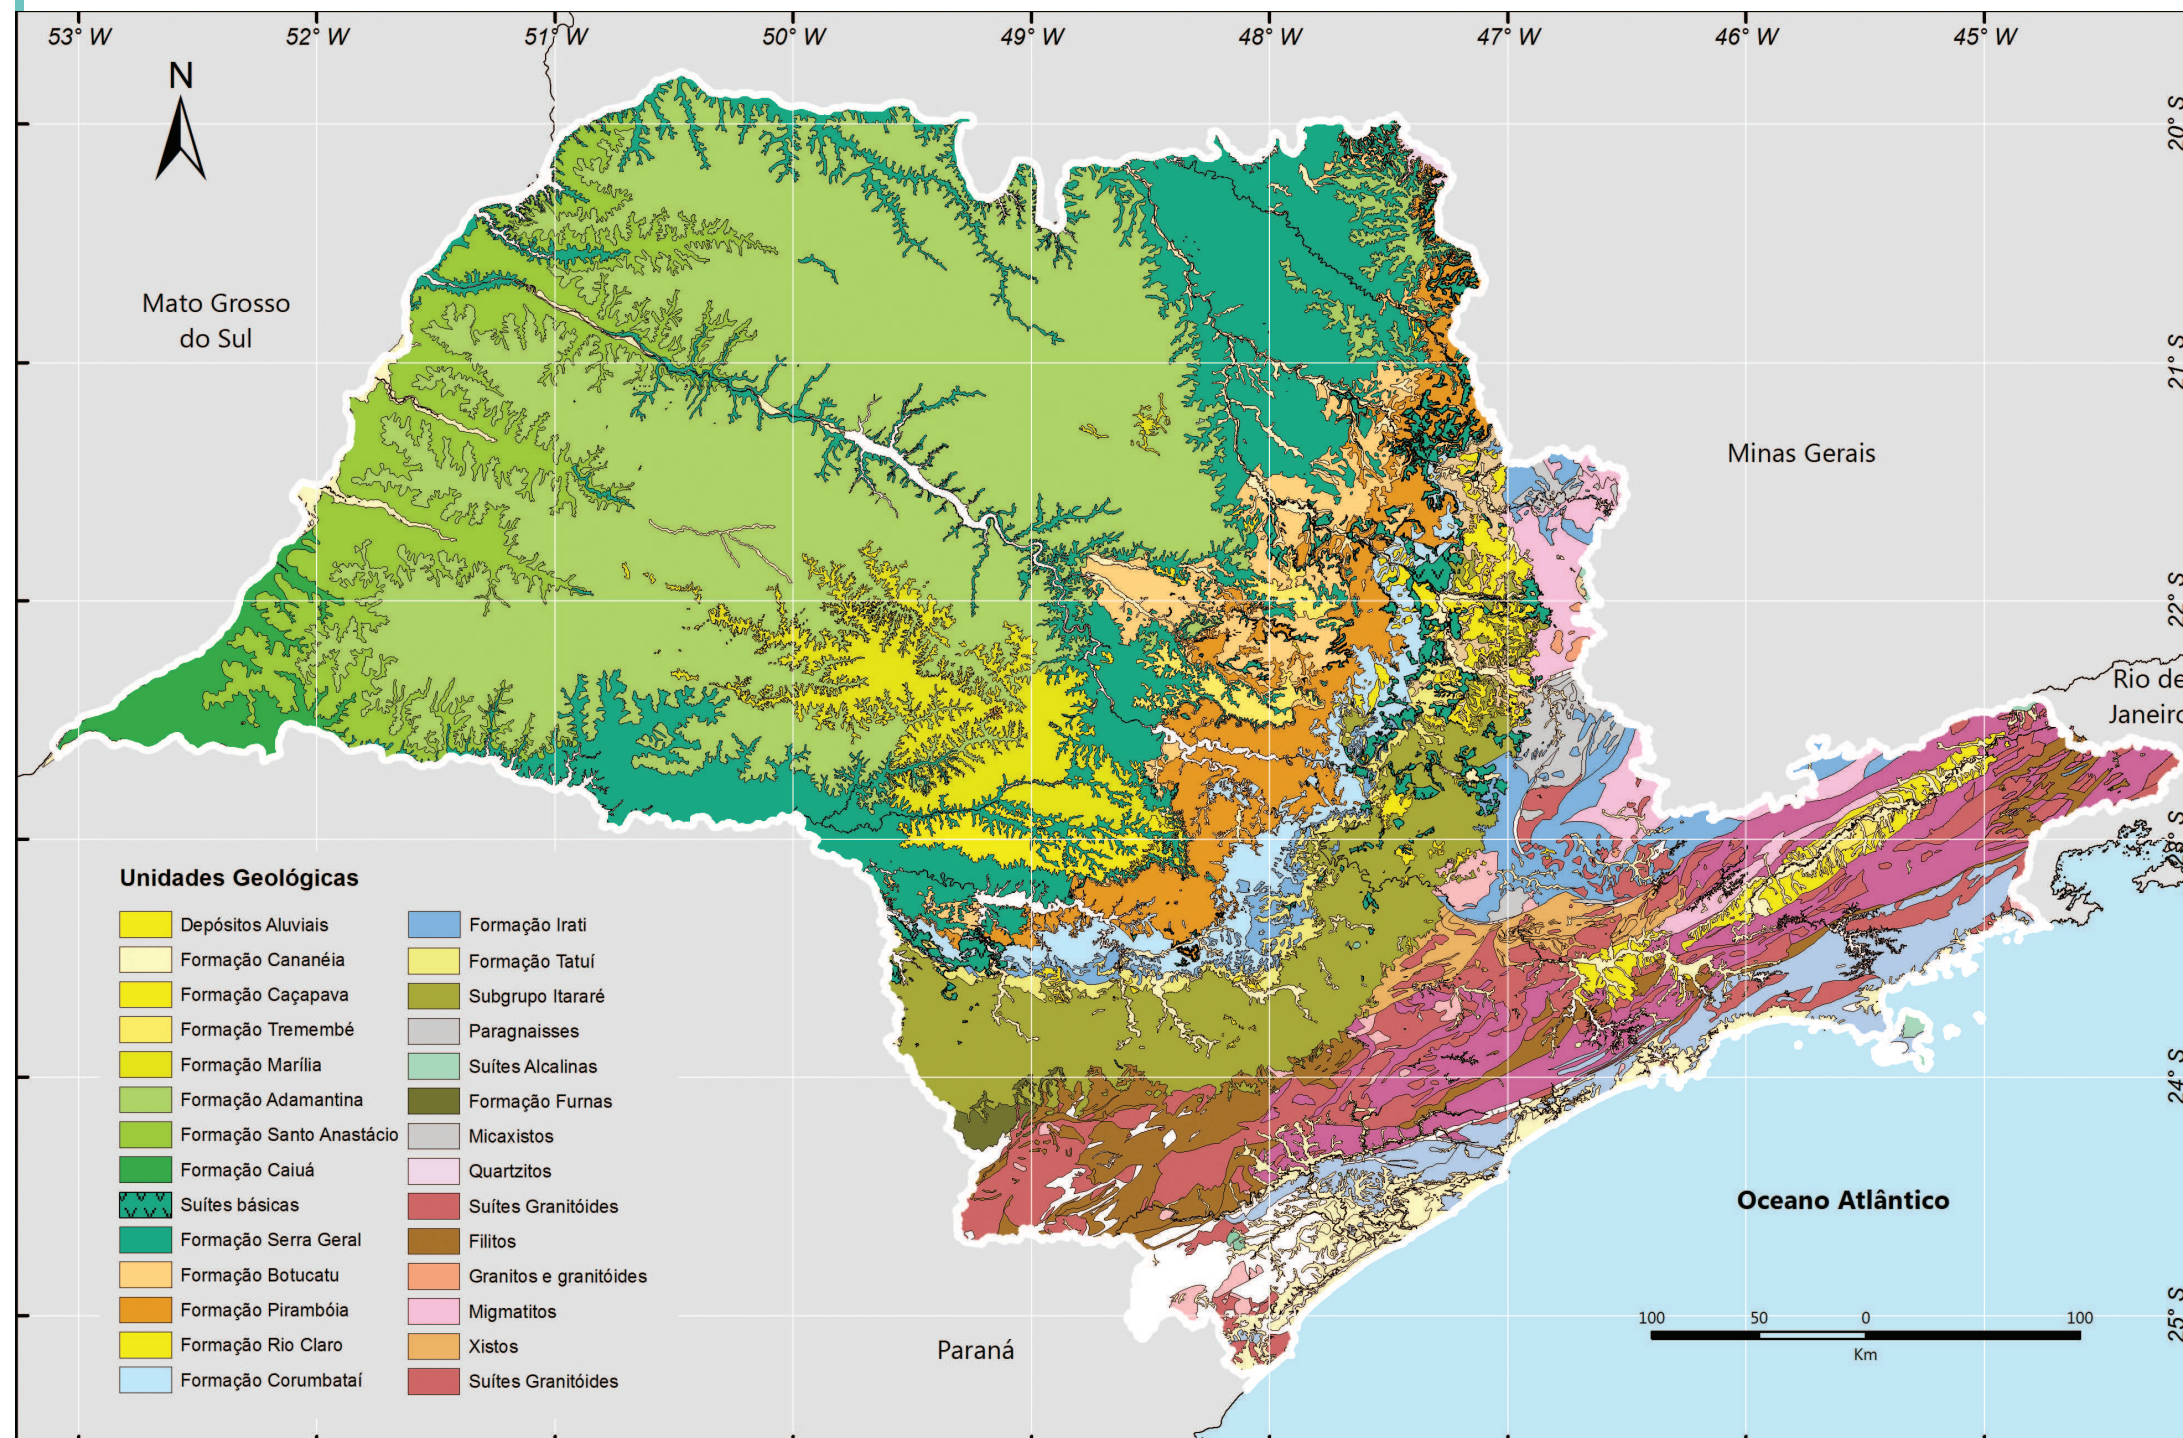 53° W 52° W 51° W 50° W 49° W 48° W 47° W 46° W 45° W
N
20° S
Mato Grosso
do Sul
21° S
Minas Gerais
22° S
Rio de
Janeiro
23° S
Unidades Geológicas
Depósitos Aluviais
Formação Cananéia
Formação Caçapava
Formação Tremembé
Formação Marília
Formação Adamantina
Formação Santo Anastácio
Formação Caiuá
Suítes básicas
Formação Serra Geral
Formação Botucatu
Formação Pirambóia
Formação Rio Claro
Formação Corumbataí
Formação Irati
Formação Tatuí
Subgrupo Itararé
Paragnaisses
Suítes Alcalinas
Formação Furnas
Micaxistos
Quartzitos
Suítes Granitóides
Filitos
Granitos e granitóides
Migmatitos
Xistos
Suítes Granitóides
24° S
Oceano Atlântico
25° S
100 50 0 100
Km
Paraná